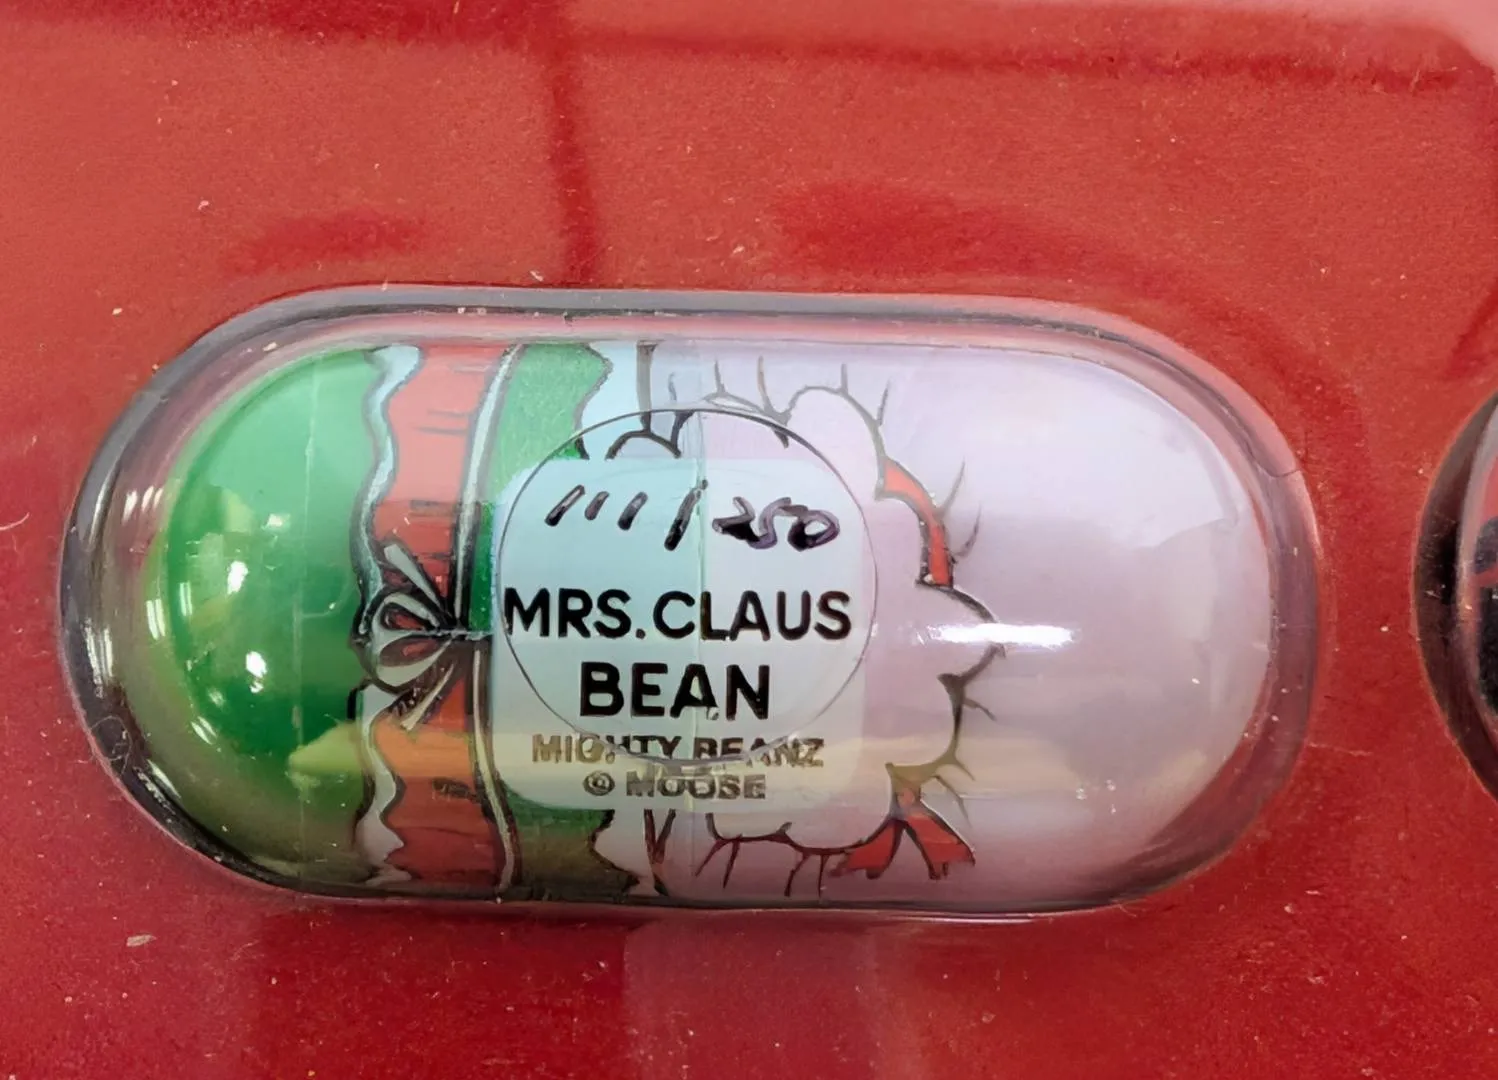 111/250
MRS. CLAUS
BEAN
MIGHTY BEANZ
© MOOSE